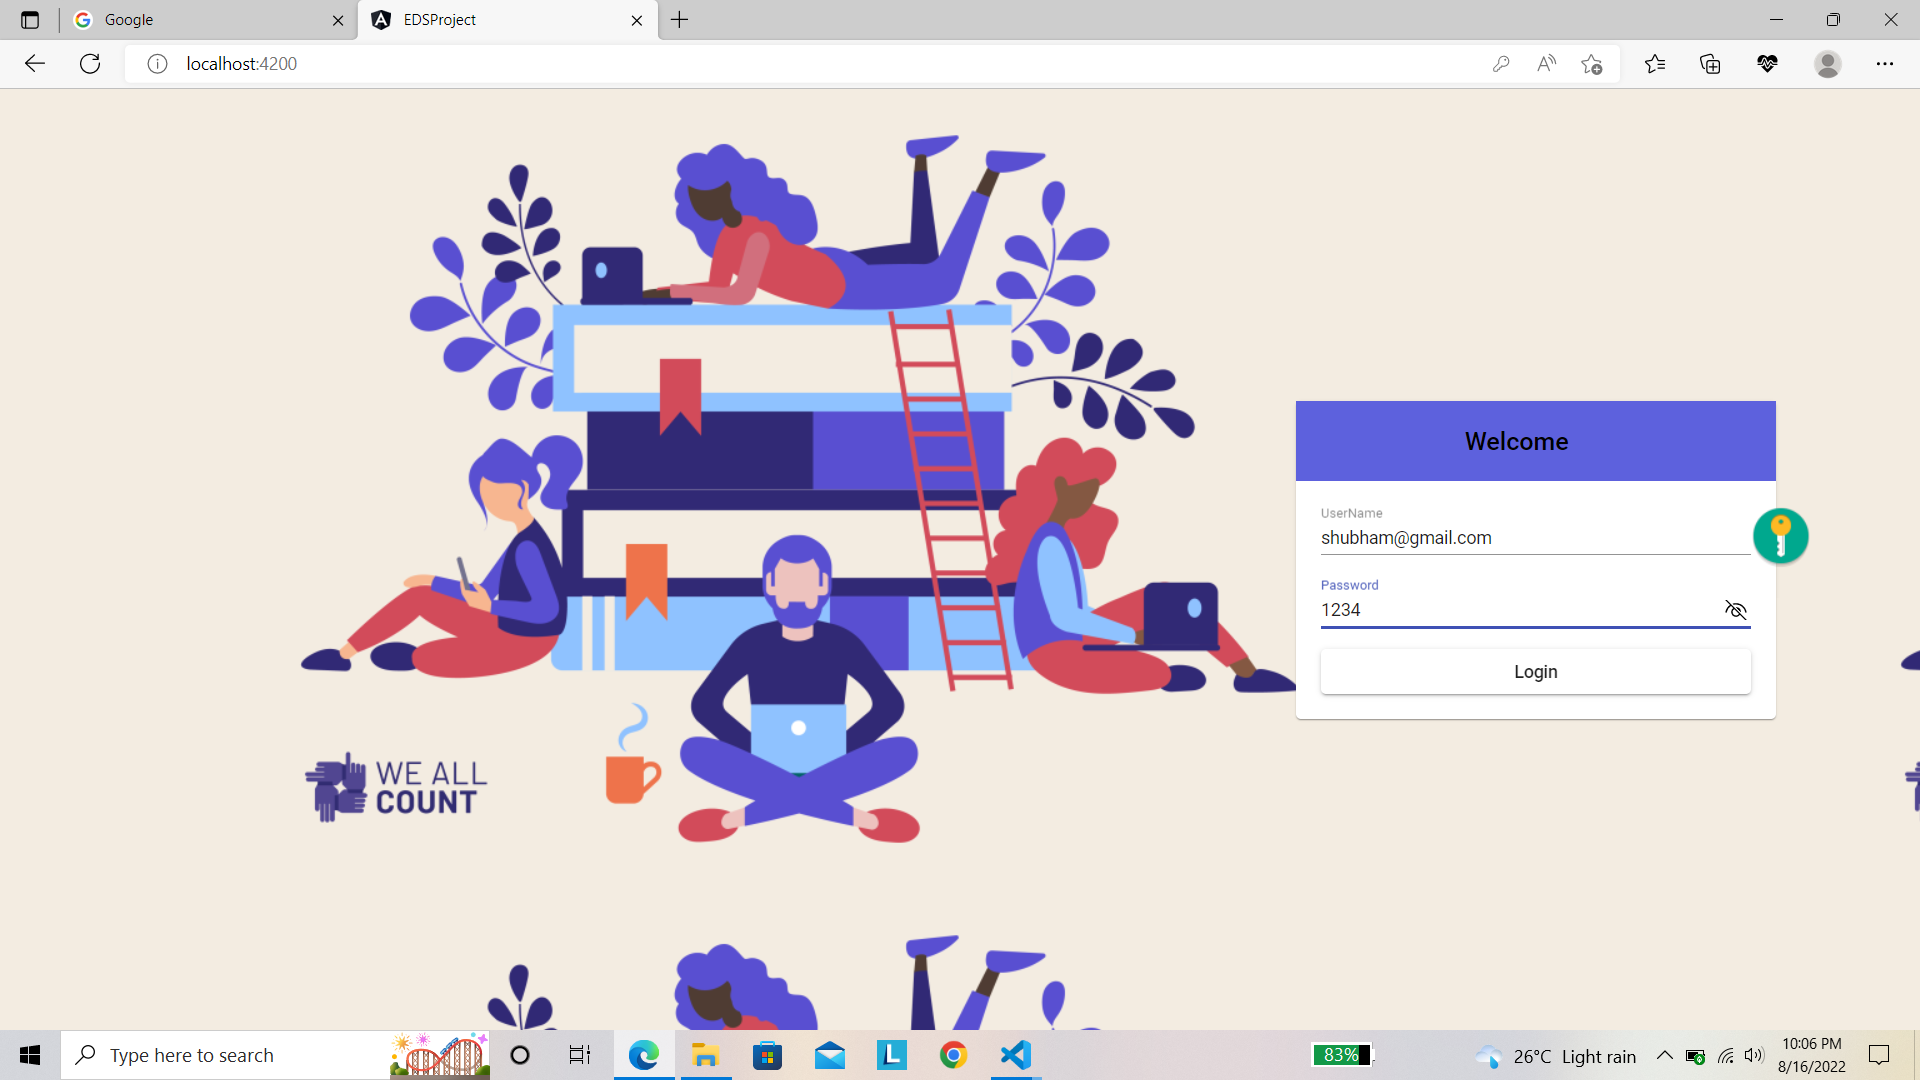 Google
EDSProject
localhost:4200
Welcome
UserName
shubham@gmail.com
Password
1234
Login
WE ALL
COUNT
Type here to search
L
83%
26°C Light rain
10:06 PM
8/16/2022